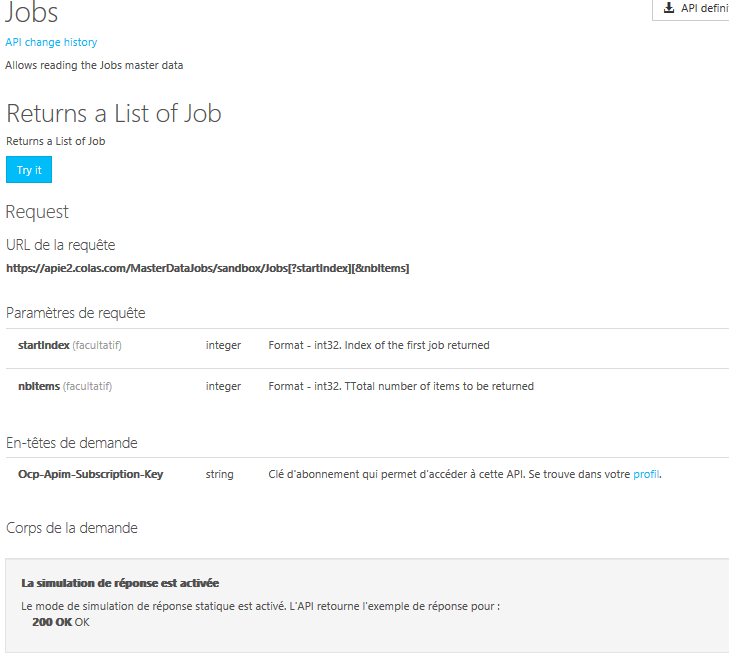 Jobs
API defini
API change history
Allows reading the Jobs master data
Returns a List of Job
Returns a List of Job
Try it
Request
URL de la requête
https://apie2.colas.com/MasterDataJobs/sandbox/Jobs[?startIndex][&nbItems]
Paramètres de requête
startIndex (facultatif) integer Format - int32. Index of the first job returned
nbItems (facultatif) integer Format - int32. TTotal number of items to be returned
En-têtes de demande
Ocp-Apim-Subscription-Key string Clé d'abonnement qui permet d'accéder à cette API. Se trouve dans votre profil.
Corps de la demande
La simulation de réponse est activée
Le mode de simulation de réponse statique est activé. L'API retourne l'exemple de réponse pour :
200 OK OK